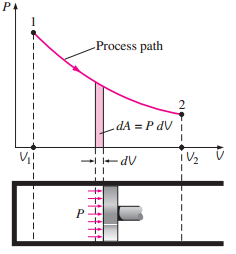 P
1
Process path
2
dA = P dV
V₁
dV
V₂
V
P